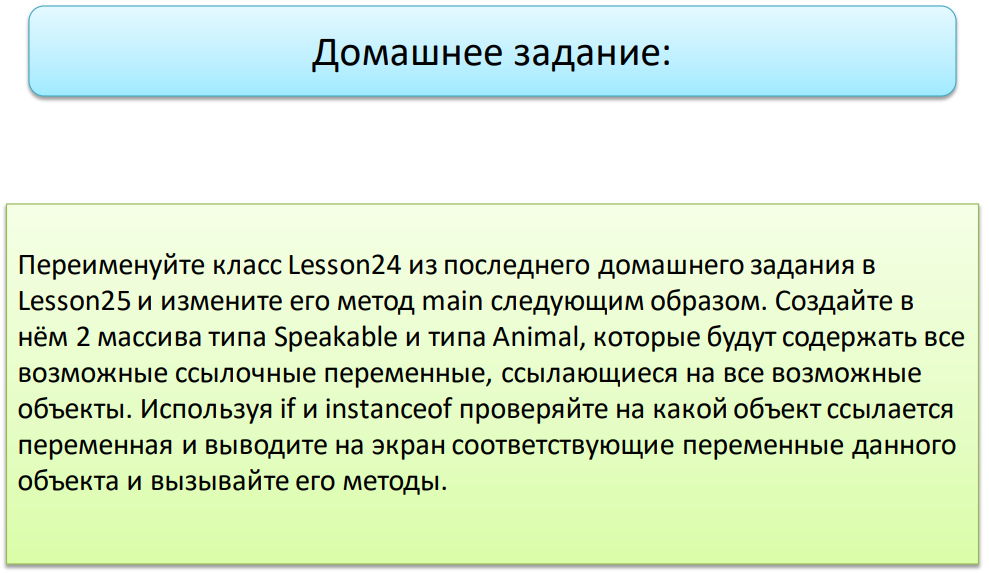 Домашнее задание:
Переименуйте класс Lesson24 из последнего домашнего задания в
Lesson25 и измените его метод main следующим образом. Создайте в
нём 2 массива типа Speakable и типа Animal, которые будут содержать все
возможные ссылочные переменные, ссылающиеся на все возможные
объекты. Используя if и instanceof проверяйте на какой объект ссылается
переменная и выводите на экран соответствующие переменные данного
объекта и вызывайте его методы.